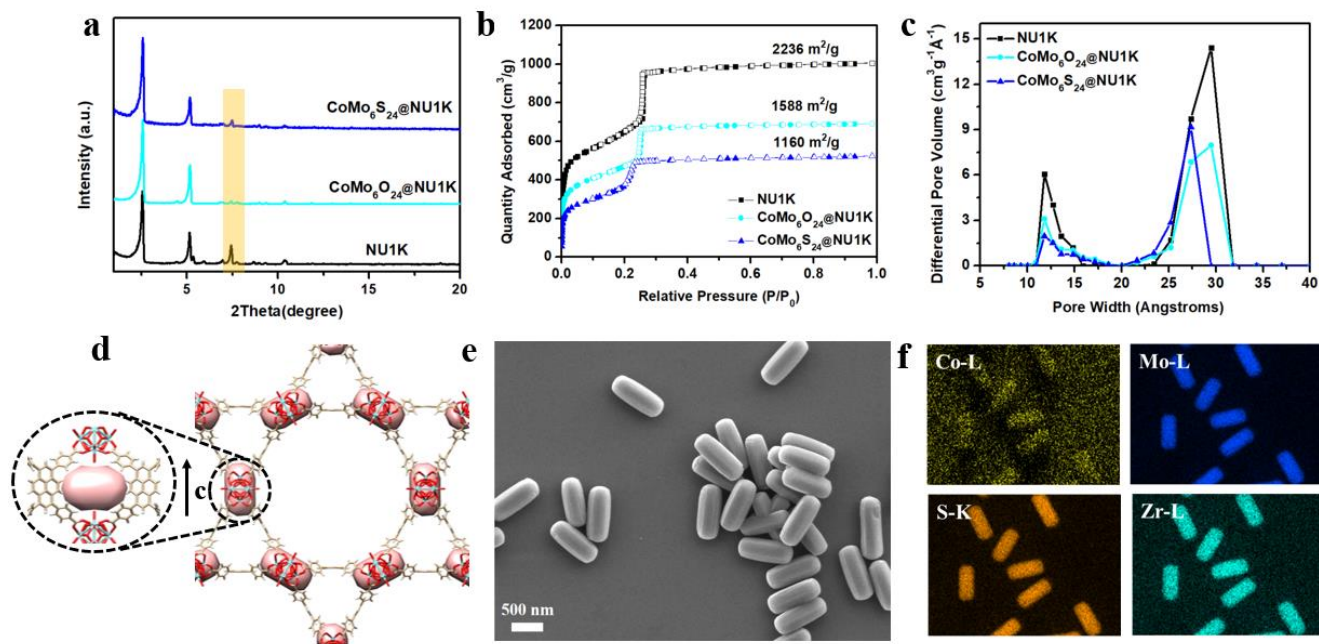 a
Intensity (a.u.)
CoMo₆S₂₄@NU1K
CoMo₆O₂₄@NU1K
NU1K
5
10
15
20
2Theta(degree)
b
Quantity Adsorbed (cm³/g)
1400
1200
1000
800
600
400
200
0
2236 m²/g
1588 m²/g
1160 m²/g
NU1K
CoMo₆O₂₄@NU1K
CoMo₆S₂₄@NU1K
0.0
0.2
0.4
0.6
0.8
1.0
Relative Pressure (P/P₀)
c
Differential Pore Volume (cm³g⁻¹A⁻¹)
15
12
9
6
3
0
NU1K
CoMo₆O₂₄@NU1K
CoMo₆S₂₄@NU1K
5
10
15
20
25
30
35
40
Pore Width (Angstroms)
d
c
e
500 nm
f
Co-L
Mo-L
S-K
Zr-L